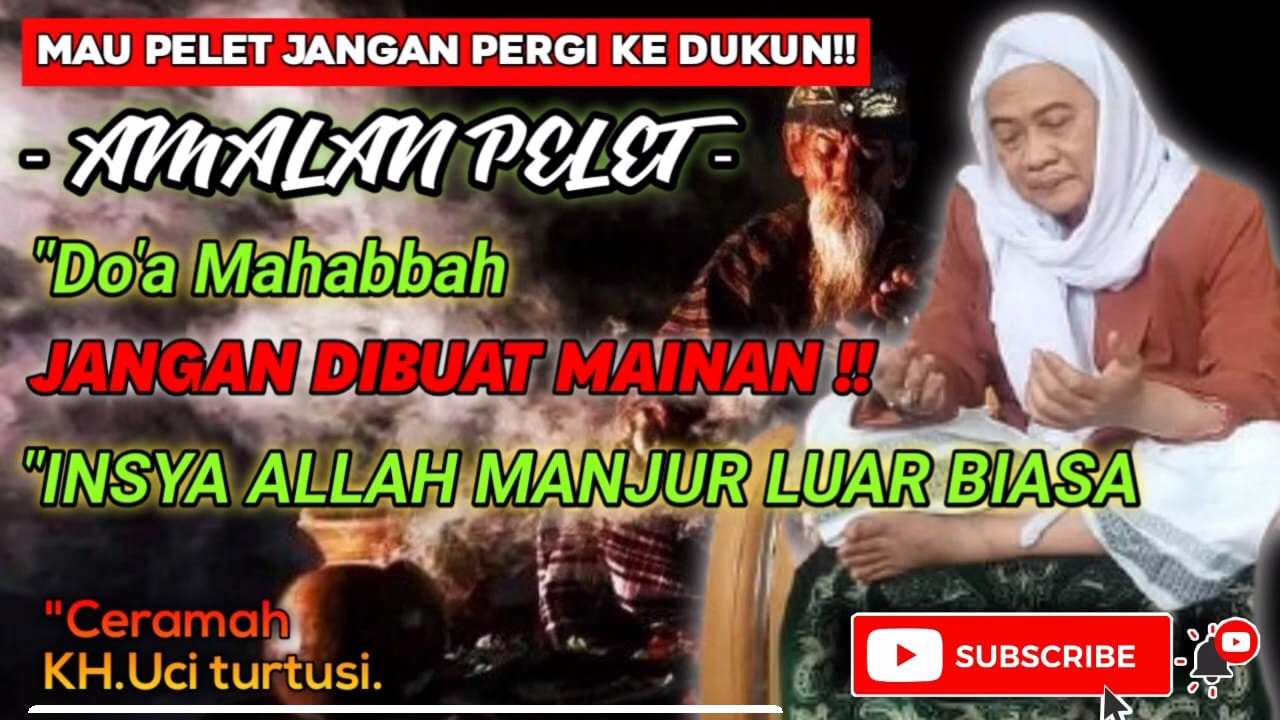 MAU PELET JANGAN PERGI KE DUKUN!!
- AMALAN PELET -
"Do'a Mahabbah
JANGAN DIBUAT MAINAN !!
"INSYA ALLAH MANJUR LUAR BIASA
"Ceramah
KH.Uci turtusi.
SUBSCRIBE